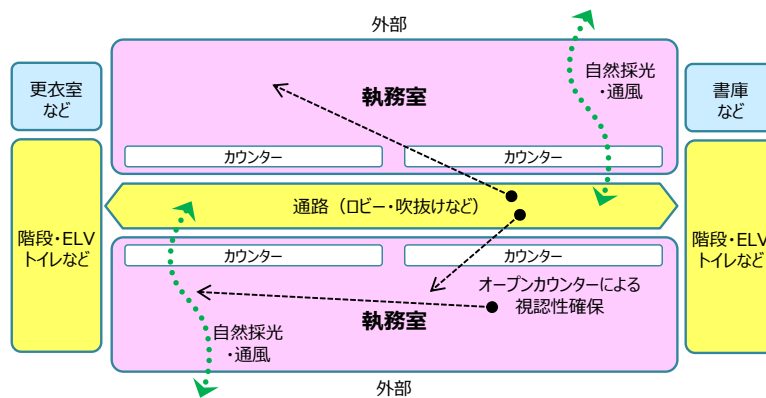 外部
自然採光
・通風
執務室
更衣室
など
書庫
など
カウンター
カウンター
通路（ロビー・吹抜けなど）
階段・ELV
トイレなど
階段・ELV
トイレなど
カウンター
カウンター
オープンカウンターによる
視認性確保
執務室
自然採光
・通風
外部